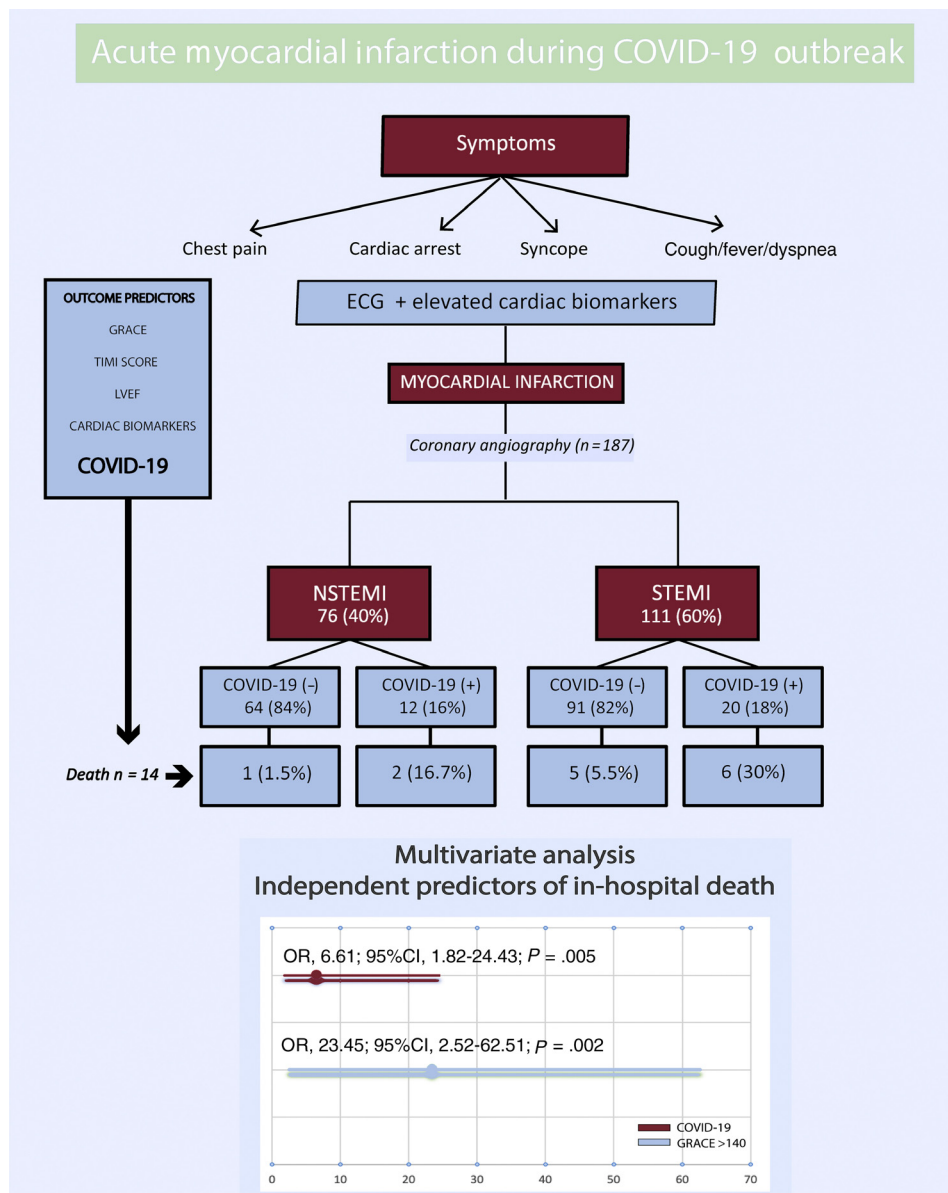 Acute myocardial infarction during COVID-19 outbreak
Symptoms
Chest pain
Cardiac arrest
Syncope
Cough/fever/dyspnea
OUTCOME PREDICTORS
GRACE
TIMI SCORE
LVEF
CARDIAC BIOMARKERS
COVID-19
ECG + elevated cardiac biomarkers
MYOCARDIAL INFARCTION
Coronary angiography (n = 187)
NSTEMI
76 (40%)
STEMI
111 (60%)
COVID-19 (–)
64 (84%)
COVID-19 (+)
12 (16%)
COVID-19 (–)
91 (82%)
COVID-19 (+)
20 (18%)
Death n = 14
1 (1.5%)
2 (16.7%)
5 (5.5%)
6 (30%)
Multivariate analysis
Independent predictors of in-hospital death
OR, 6.61; 95%CI, 1.82-24.43; P = .005
OR, 23.45; 95%CI, 2.52-62.51; P = .002
COVID-19
GRACE >140
0 10 20 30 40 50 60 70